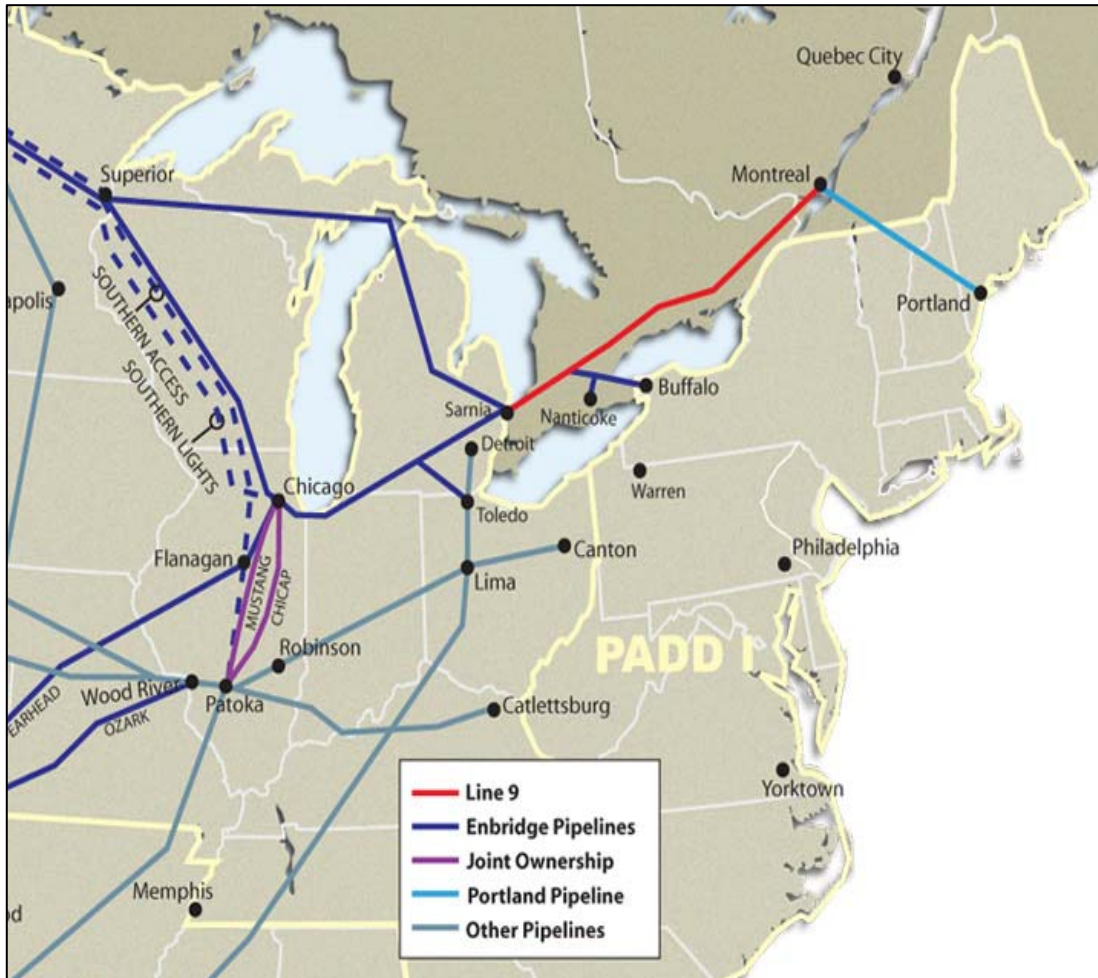 Quebec City
Montreal
Superior
Portland
apolis
SOUTHERN ACCESS
SOUTHERN LIGHTS
Sarnia
Nanticoke
Buffalo
Detroit
Warren
Chicago
Toledo
Flanagan
MUSTANG
CHICAP
Canton
Philadelphia
Lima
Robinson
PADD I
Wood River
Patoka
EARHEAD
OZARK
Catlettsburg
Yorktown
Memphis
od
Line 9
Enbridge Pipelines
Joint Ownership
Portland Pipeline
Other Pipelines